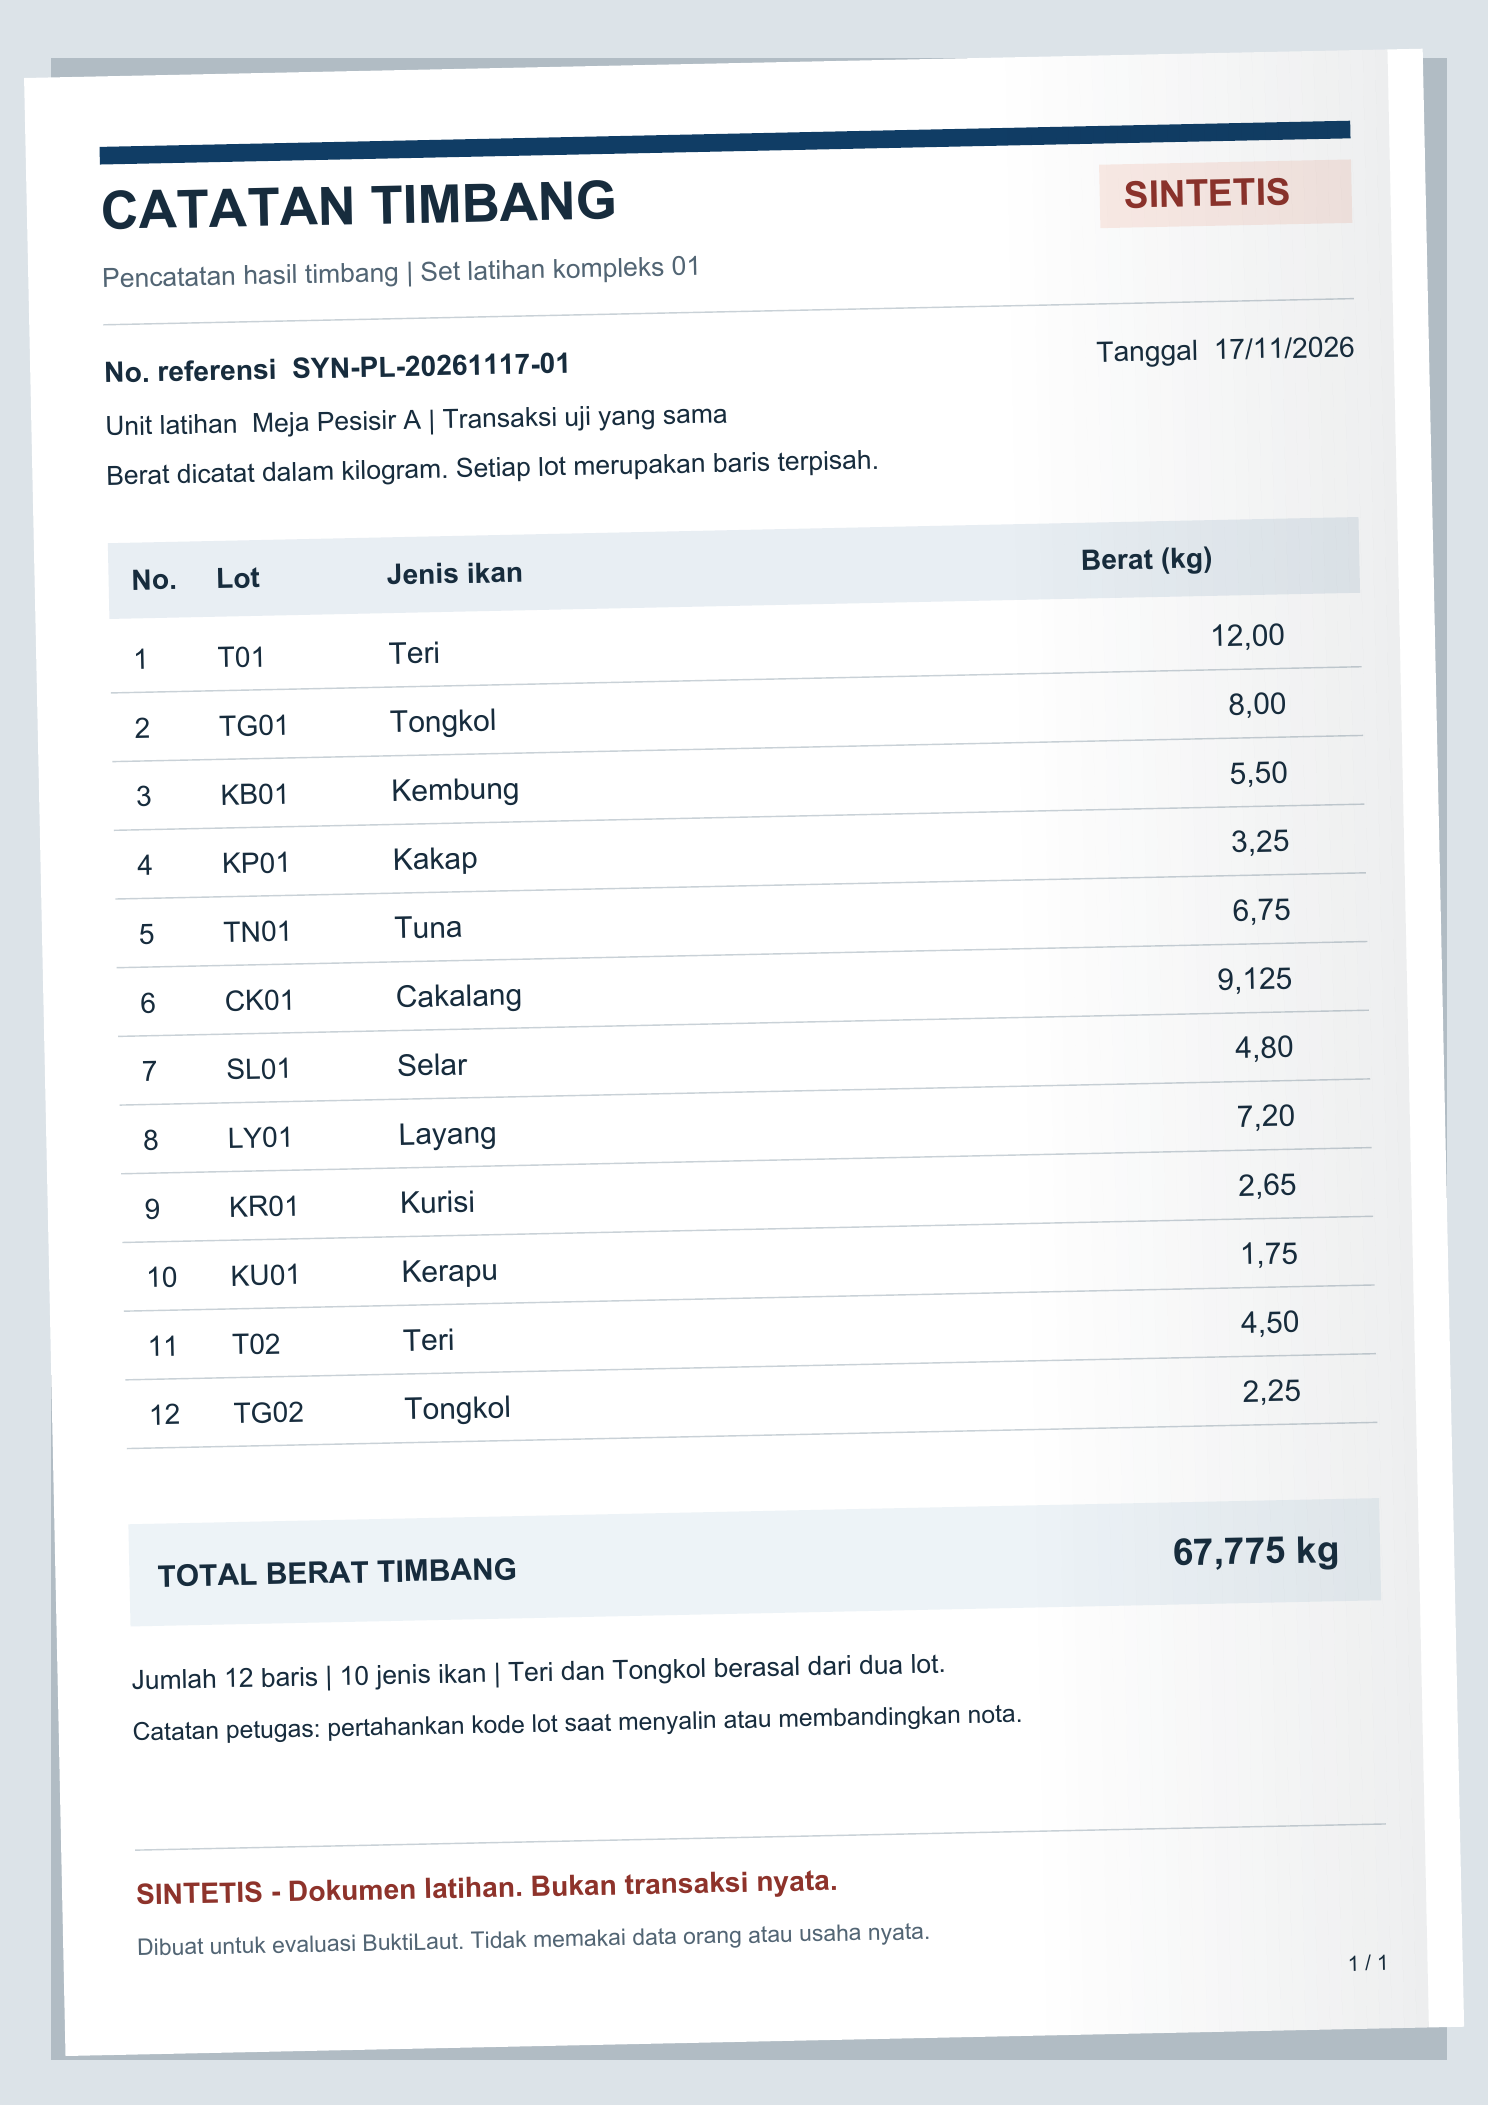 CATATAN TIMBANG
SINTETIS
Pencatatan hasil timbang | Set latihan kompleks 01
No. referensi SYN-PL-20261117-01
Tanggal 17/11/2026
Unit latihan Meja Pesisir A | Transaksi uji yang sama
Berat dicatat dalam kilogram. Setiap lot merupakan baris terpisah.
No. Lot Jenis ikan Berat (kg)
1 T01 Teri 12,00
2 TG01 Tongkol 8,00
3 KB01 Kembung 5,50
4 KP01 Kakap 3,25
5 TN01 Tuna 6,75
6 CK01 Cakalang 9,125
7 SL01 Selar 4,80
8 LY01 Layang 7,20
9 KR01 Kurisi 2,65
10 KU01 Kerapu 1,75
11 T02 Teri 4,50
12 TG02 Tongkol 2,25
TOTAL BERAT TIMBANG 67,775 kg
Jumlah 12 baris | 10 jenis ikan | Teri dan Tongkol berasal dari dua lot.
Catatan petugas: pertahankan kode lot saat menyalin atau membandingkan nota.
SINTETIS - Dokumen latihan. Bukan transaksi nyata.
Dibuat untuk evaluasi BuktiLaut. Tidak memakai data orang atau usaha nyata.
1 / 1